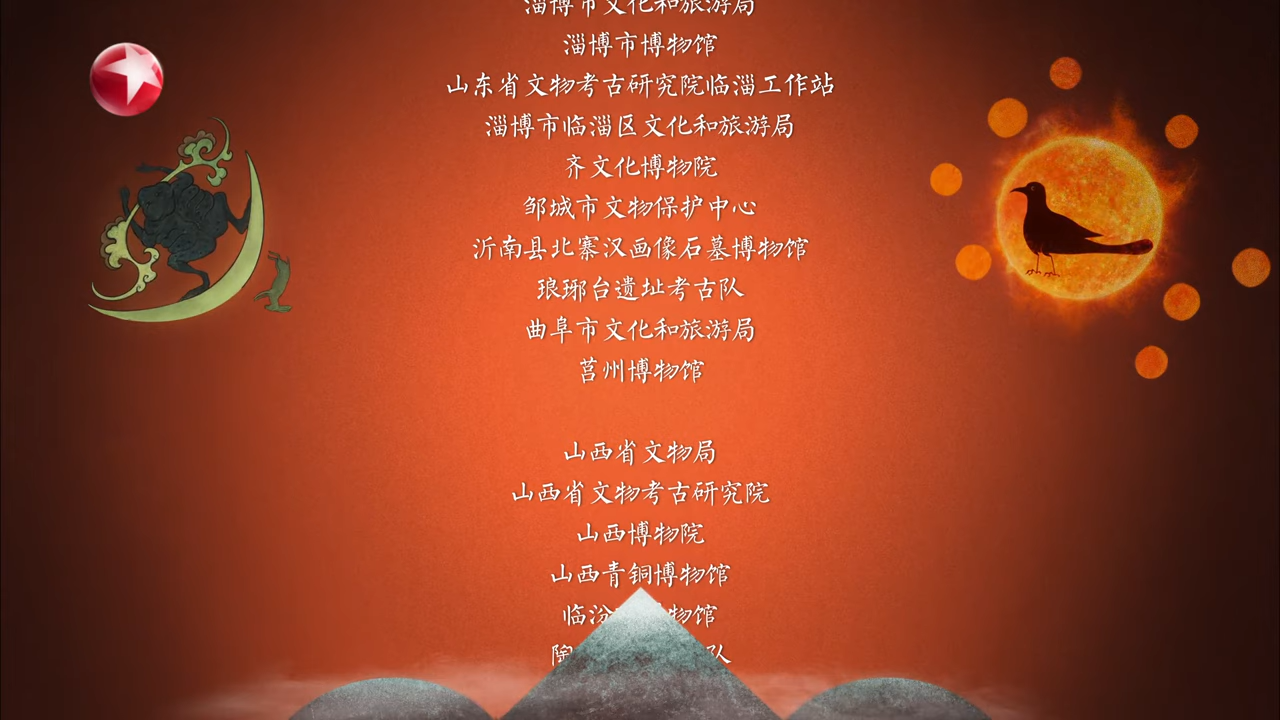 淄博市文化和旅游局
淄博市博物馆
山东省文物考古研究院临淄工作站
淄博市临淄区文化和旅游局
齐文化博物院
邹城市文物保护中心
沂南县北寨汉画像石墓博物馆
琅琊台遗址考古队
曲阜市文化和旅游局
莒州博物馆
山西省文物局
山西省文物考古研究院
山西博物院
山西青铜博物馆
临汾 物馆
陶 队